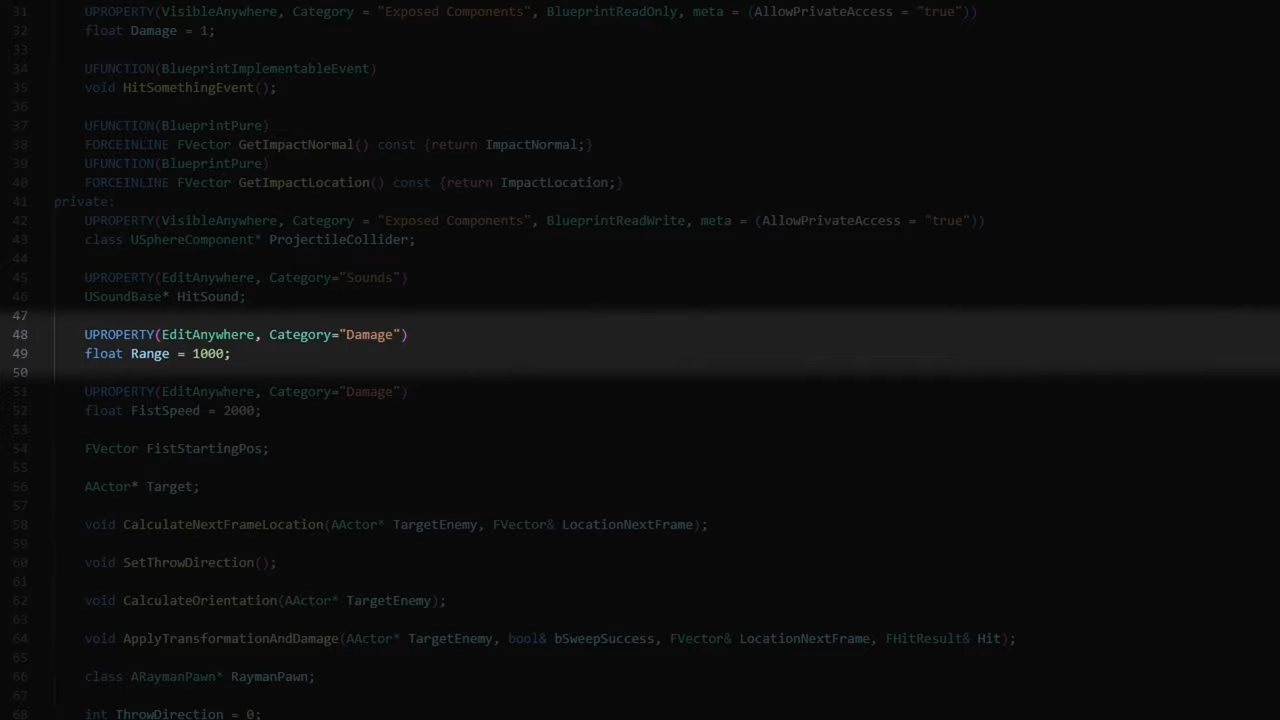 31 UPROPERTY(VisibleAnywhere, Category = "Exposed Components", BlueprintReadOnly, meta = (AllowPrivateAccess = "true"))
32 float Damage = 1;
33
34 UFUNCTION(BlueprintImplementableEvent)
35 void HitSomethingEvent();
36
37 UFUNCTION(BlueprintPure)
38 FORCEINLINE FVector GetImpactNormal() const {return ImpactNormal;}
39 UFUNCTION(BlueprintPure)
40 FORCEINLINE FVector GetImpactLocation() const {return ImpactLocation;}
41 private:
42 UPROPERTY(VisibleAnywhere, Category = "Exposed Components", BlueprintReadWrite, meta = (AllowPrivateAccess = "true"))
43 class USphereComponent* ProjectileCollider;
44
45 UPROPERTY(EditAnywhere, Category="Sounds")
46 USoundBase* HitSound;
47
48 UPROPERTY(EditAnywhere, Category="Damage")
49 float Range = 1000;
50
51 UPROPERTY(EditAnywhere, Category="Damage")
52 float FistSpeed = 2000;
53
54 FVector FistStartingPos;
55
56 AActor* Target;
57
58 void CalculateNextFrameLocation(AActor* TargetEnemy, FVector& LocationNextFrame);
59
60 void SetThrowDirection();
61
62 void CalculateOrientation(AActor* TargetEnemy);
63
64 void ApplyTransformationAndDamage(AActor* TargetEnemy, bool& bSweepSuccess, FVector& LocationNextFrame, FHitResult& Hit);
65
66 class ARaymanPawn* RaymanPawn;
67
68 int ThrowDirection = 0;